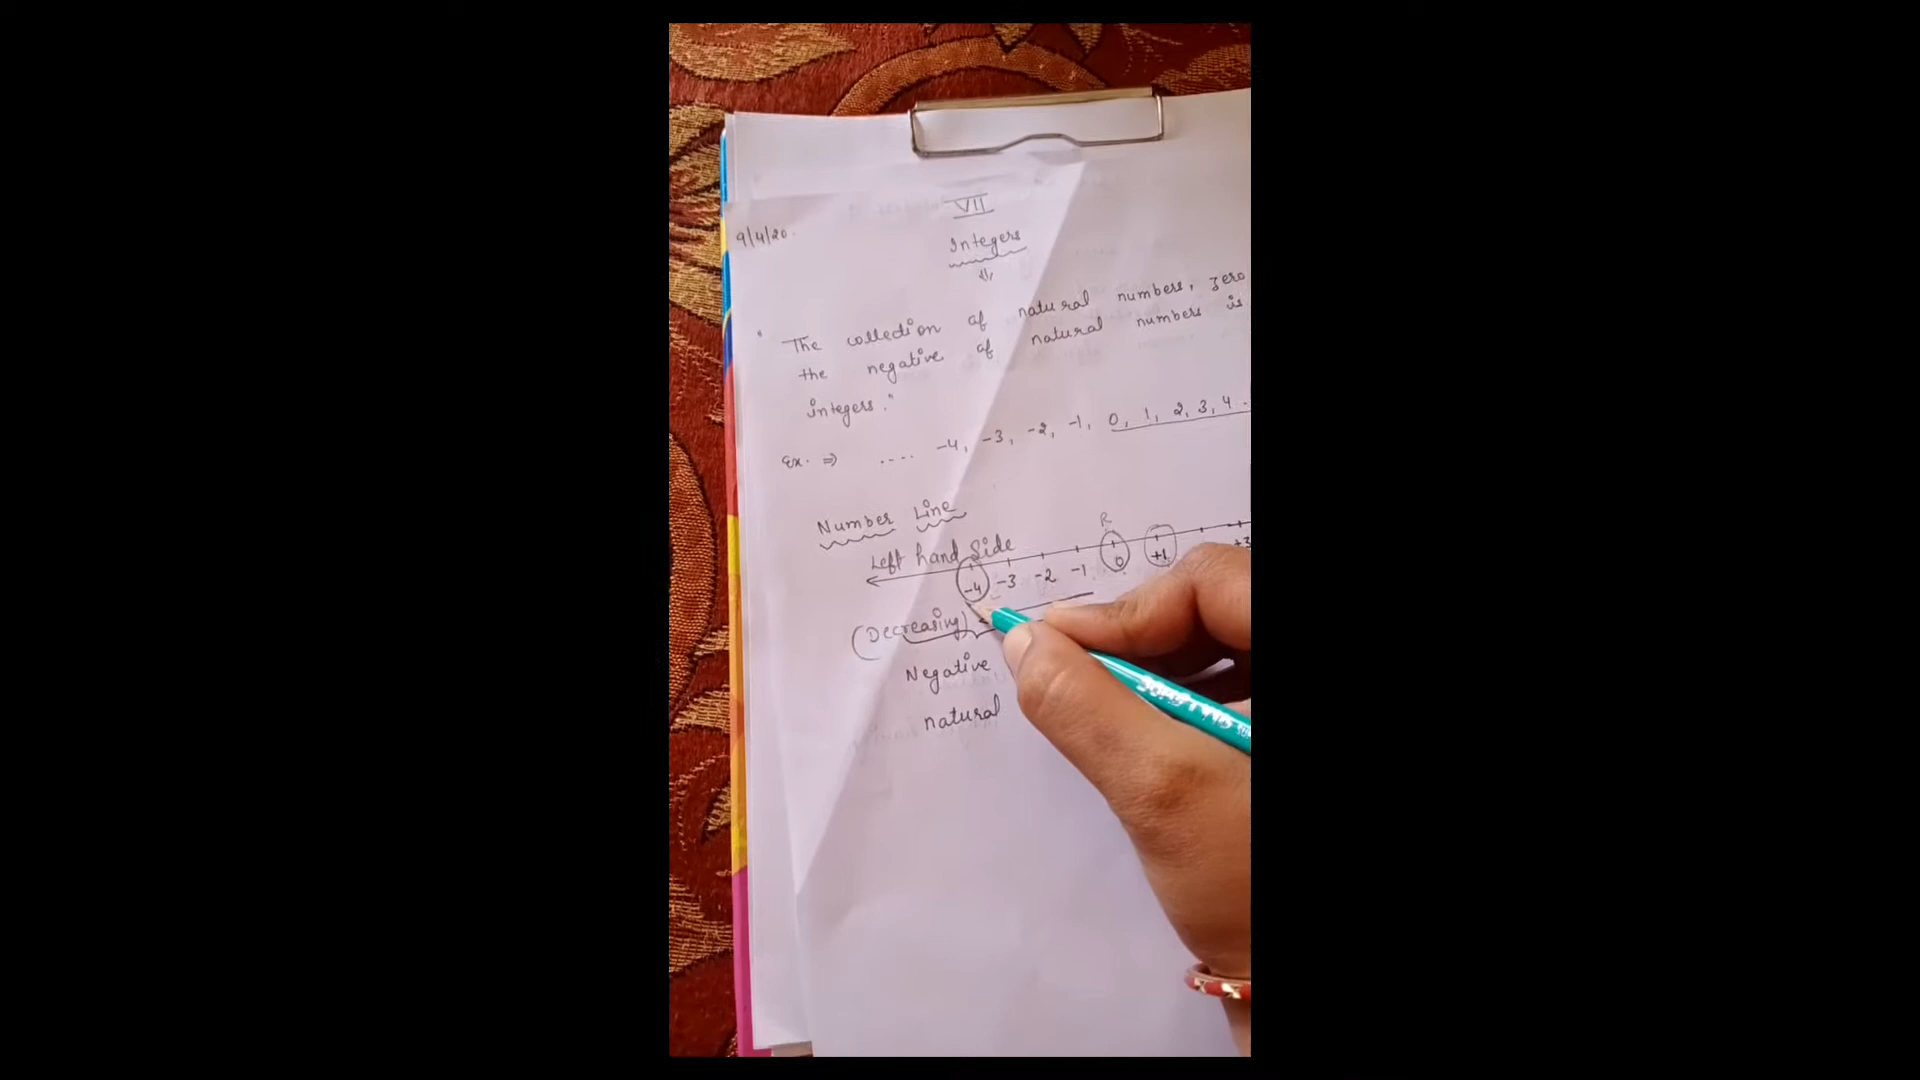 VII
9/4/20.
Integers
" The collection of natural numbers, zero
the negative of natural numbers is
integers."
Ex. ⇒ .... -4, -3, -2, -1, 0, 1, 2, 3, 4 ..
Number Line
R
Left hand Side
-4 -3 -2 -1 0 +1 +3
(Decreasing)
Negative
natural